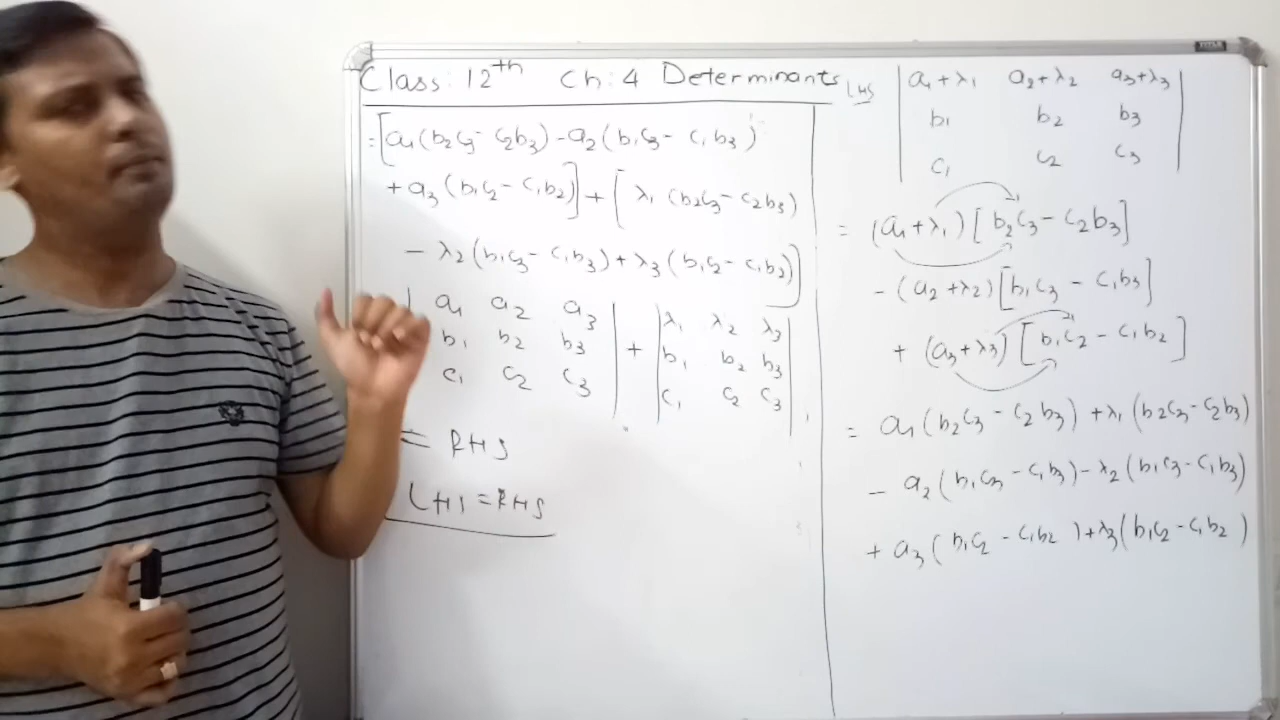 Class: 12th Ch: 4 Determinants
= [a₁(b₂c₃ - c₂b₃) - a₂(b₁c₃ - c₁b₃)
+ a₃(b₁c₂ - c₁b₂)] + [λ₁(b₂c₃ - c₂b₃)
- λ₂(b₁c₃ - c₁b₃) + λ₃(b₁c₂ - c₁b₂)]
| a₁ a₂ a₃ | + | λ₁ λ₂ λ₃ |
b₁ b₂ b₃ b₁ b₂ b₃
c₁ c₂ c₃ c₁ c₂ c₃
= RHS
LHS = RHS
LHS | a₁+λ₁ a₂+λ₂ a₃+λ₃ |
b₁ b₂ b₃
c₁ c₂ c₃
= (a₁+λ₁)[b₂c₃ - c₂b₃]
- (a₂+λ₂)[b₁c₃ - c₁b₃]
+ (a₃+λ₃)[b₁c₂ - c₁b₂]
= a₁(b₂c₃ - c₂b₃) + λ₁(b₂c₃ - c₂b₃)
- a₂(b₁c₃ - c₁b₃) - λ₂(b₁c₃ - c₁b₃)
+ a₃(b₁c₂ - c₁b₂) + λ₃(b₁c₂ - c₁b₂)